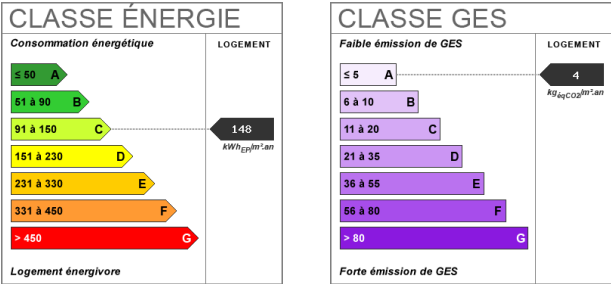 CLASSE ÉNERGIE
Consommation énergétique
LOGEMENT
≤ 50 A
51 à 90 B
91 à 150 C
148
kWhEP/m².an
151 à 230 D
231 à 330 E
331 à 450 F
> 450 G
Logement énergivore
CLASSE GES
Faible émission de GES
LOGEMENT
≤ 5 A
4
kgéqCO2/m².an
6 à 10 B
11 à 20 C
21 à 35 D
36 à 55 E
56 à 80 F
> 80 G
Forte émission de GES